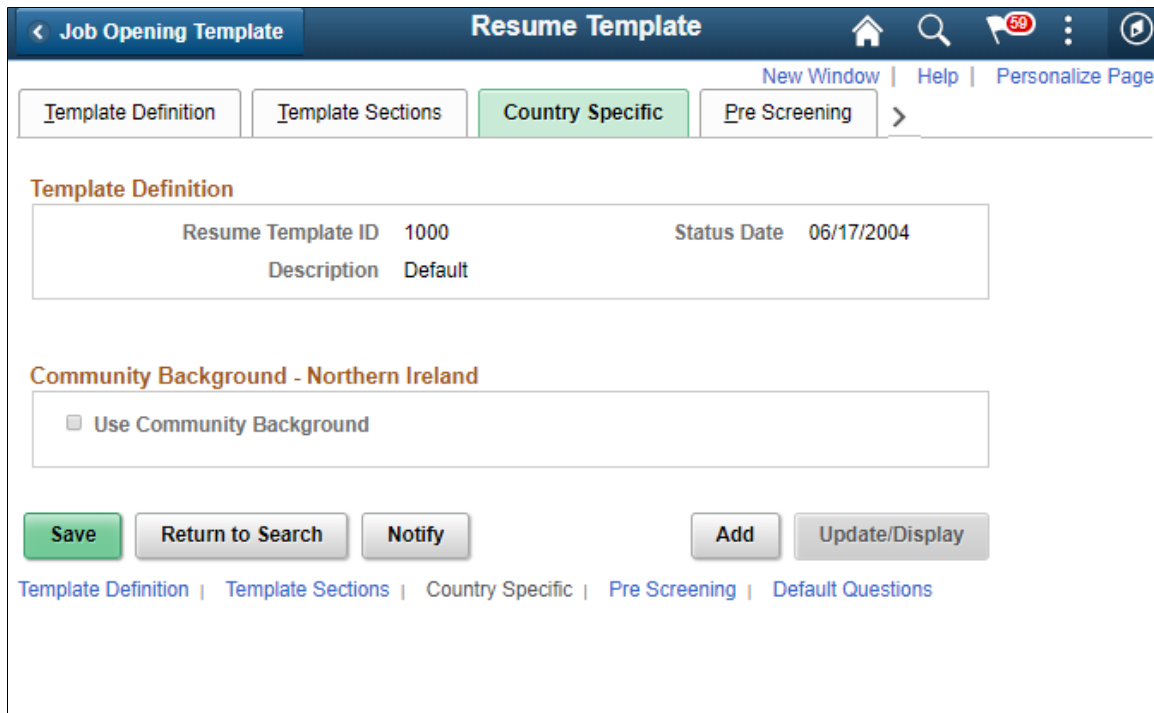 Job Opening Template Resume Template 59
New Window | Help | Personalize Page
Template Definition Template Sections Country Specific Pre Screening
Template Definition
Resume Template ID 1000 Status Date 06/17/2004
Description Default
Community Background - Northern Ireland
Use Community Background
Save Return to Search Notify Add Update/Display
Template Definition | Template Sections | Country Specific | Pre Screening | Default Questions